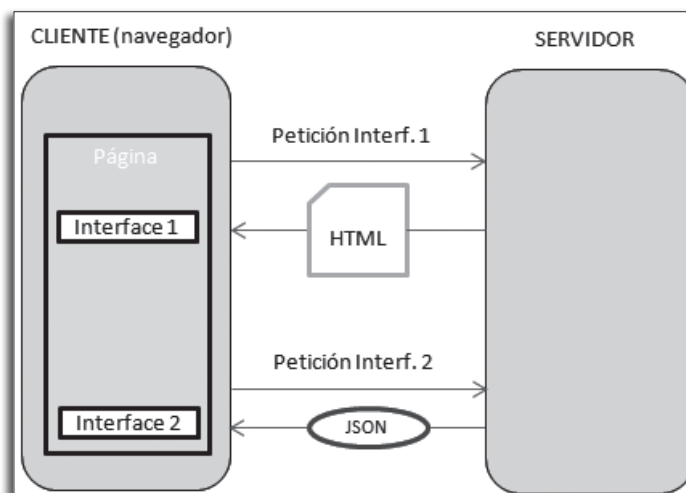 CLIENTE (navegador)
SERVIDOR
Petición Interf. 1
Página
Interface 1
HTML
Petición Interf. 2
Interface 2
JSON